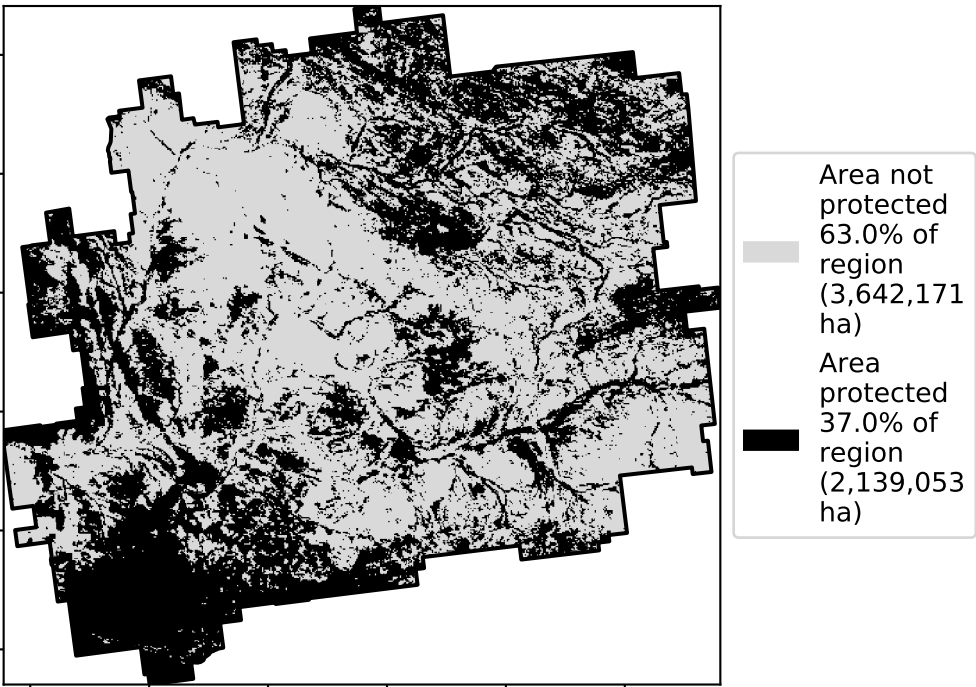 Area not
protected
63.0% of
region
(3,642,171
ha)
Area
protected
37.0% of
region
(2,139,053
ha)